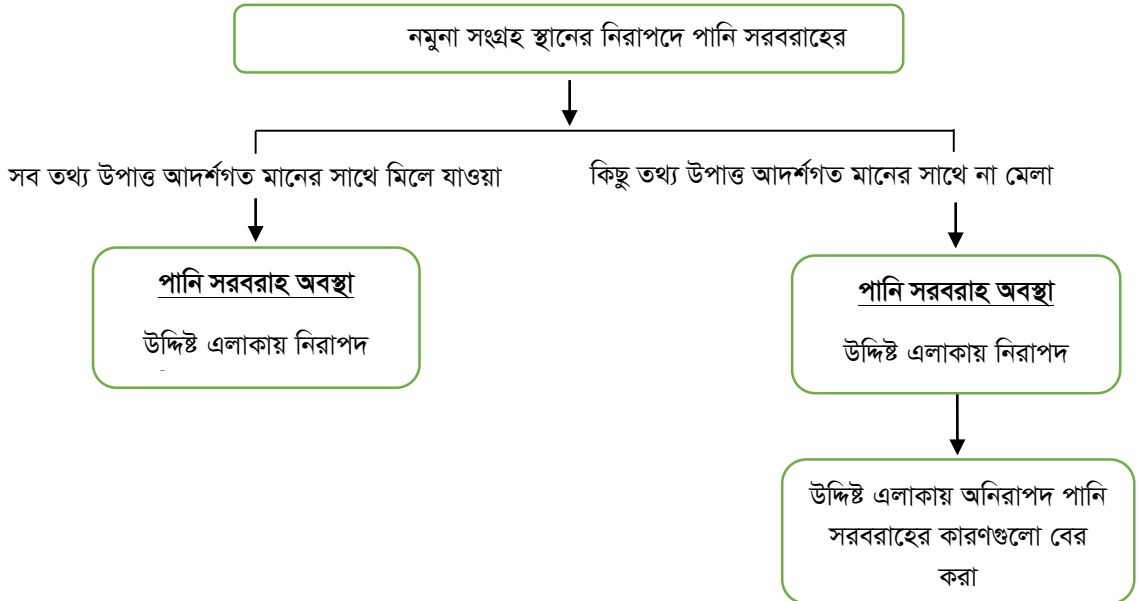 নমুনা সংগ্রহ স্থানের নিরাপদে পানি সরবরাহের
সব তথ্য উপাত্ত আদর্শগত মানের সাথে মিলে যাওয়া
কিছু তথ্য উপাত্ত আদর্শগত মানের সাথে না মেলা
পানি সরবরাহ অবস্থা
উদ্দিষ্ট এলাকায় নিরাপদ
পানি সরবরাহ অবস্থা
উদ্দিষ্ট এলাকায় নিরাপদ
উদ্দিষ্ট এলাকায় অনিরাপদ পানি
সরবরাহের কারণগুলো বের
করা